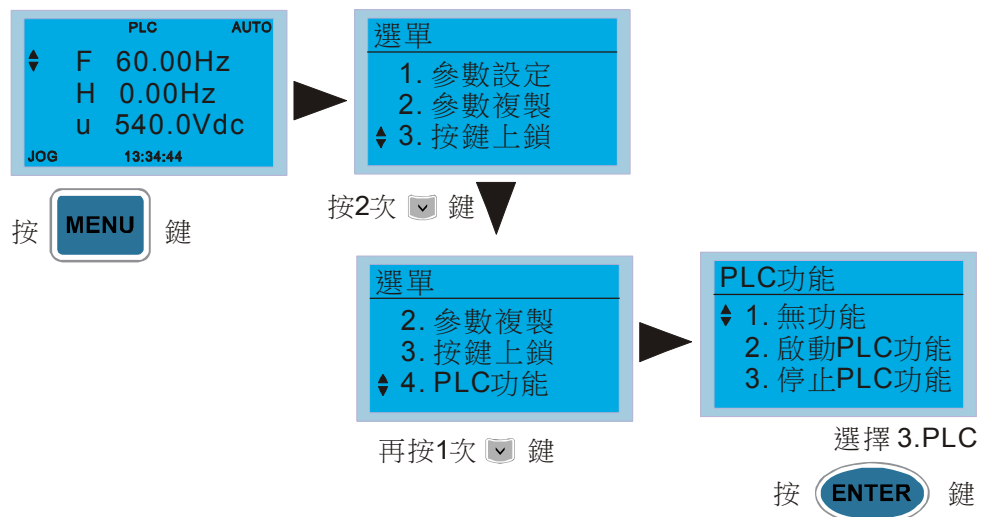 PLC AUTO
F 60.00Hz
H 0.00Hz
u 540.0Vdc
JOG 13:34:44
按 MENU 鍵
選單
1. 參數設定
2. 參數複製
3. 按鍵上鎖
按2次 鍵
選單
2. 參數複製
3. 按鍵上鎖
4. PLC功能
再按1次 鍵
PLC功能
1. 無功能
2. 啟動PLC功能
3. 停止PLC功能
選擇 3.PLC
按 ENTER 鍵